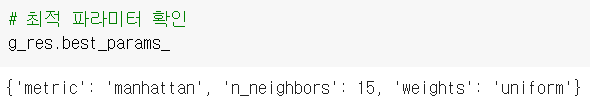 # 최적 파라미터 확인
g_res.best_params_
{'metric': 'manhattan', 'n_neighbors': 15, 'weights': 'uniform'}